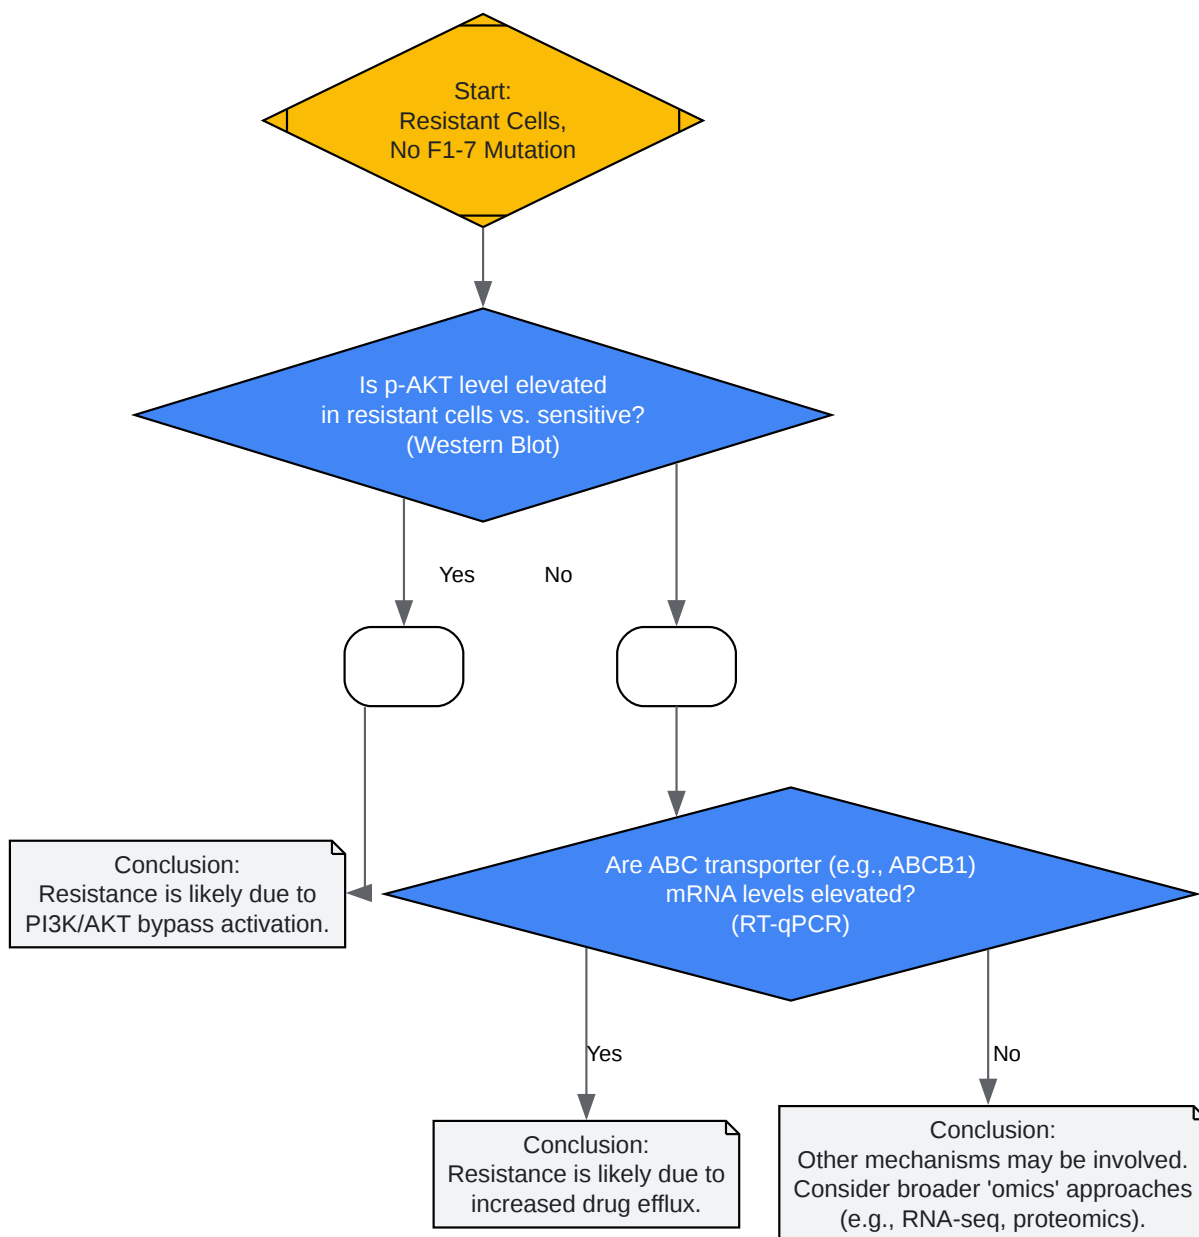 Start:
Resistant Cells,
No F1-7 Mutation
Is p-AKT level elevated
in resistant cells vs. sensitive?
(Western Blot)
Yes
No
Conclusion:
Resistance is likely due to
PI3K/AKT bypass activation.
Are ABC transporter (e.g., ABCB1)
mRNA levels elevated?
(RT-qPCR)
Yes
No
Conclusion:
Resistance is likely due to
increased drug efflux.
Conclusion:
Other mechanisms may be involved.
Consider broader 'omics' approaches
(e.g., RNA-seq, proteomics).